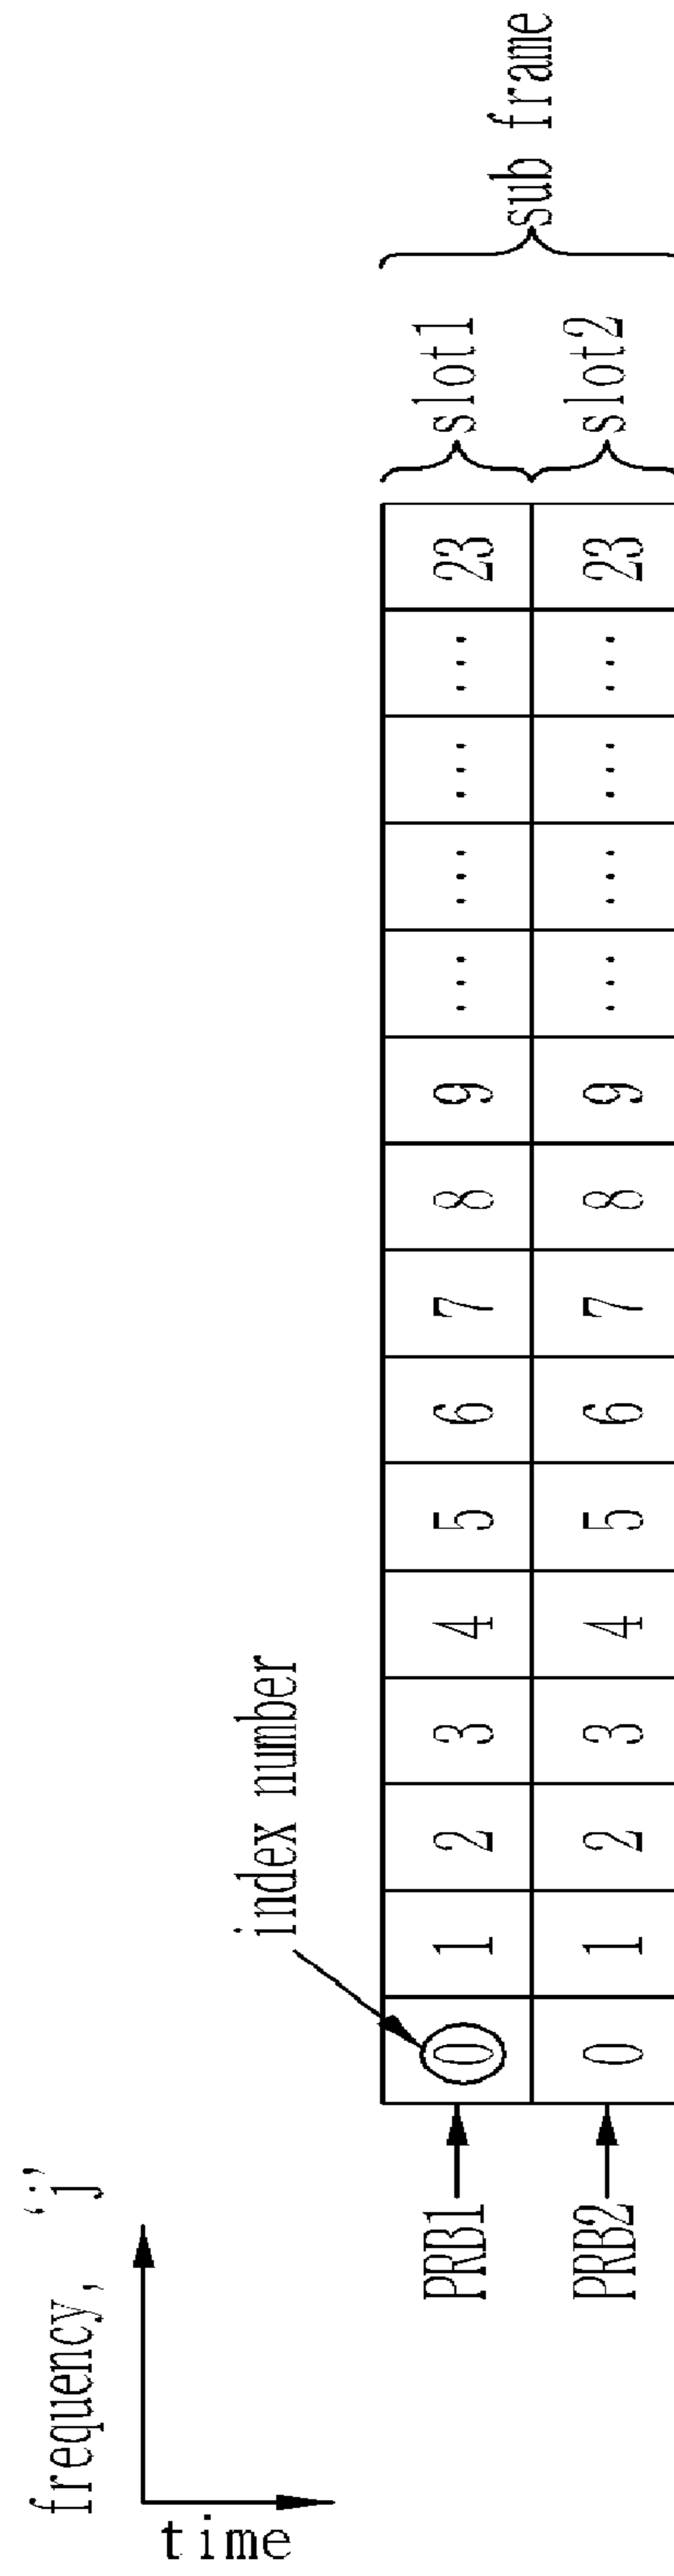 frequency, ‘j’
time
index number
PRB1 0 1 2 3 4 5 6 7 8 9 ... ... ... ... 23 slot1
PRB2 0 1 2 3 4 5 6 7 8 9 ... ... ... ... 23 slot2
sub frame